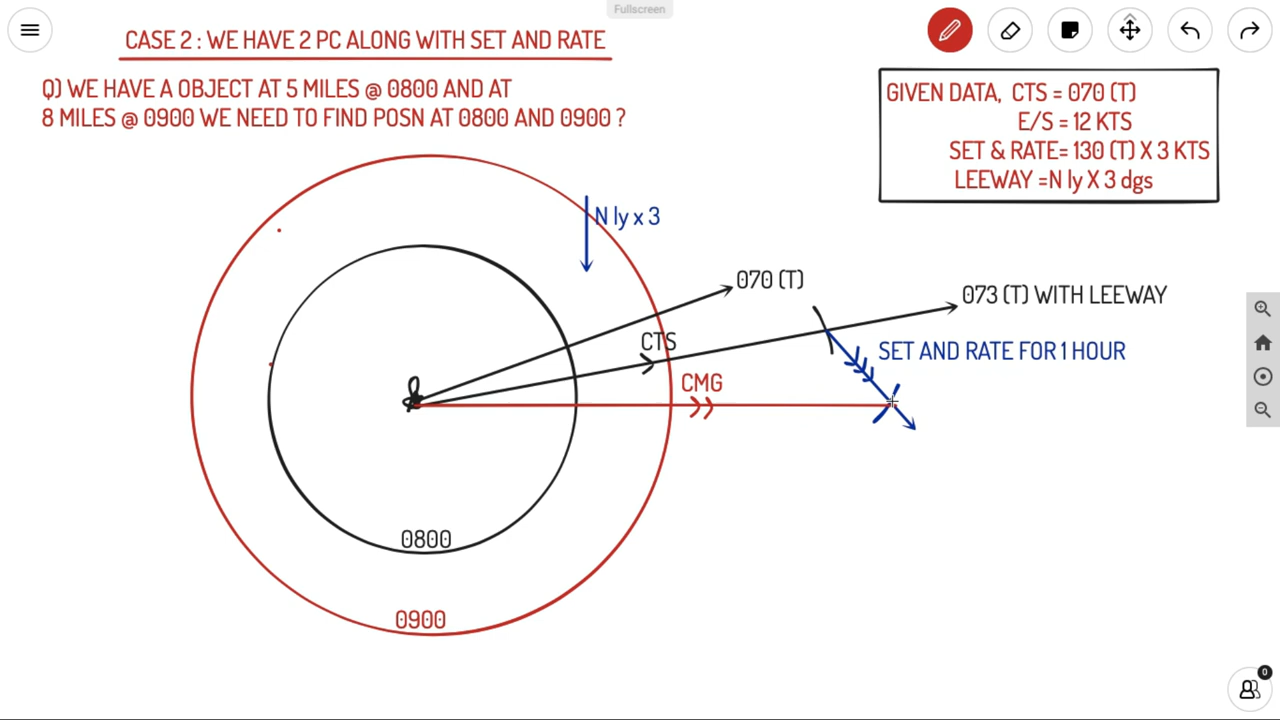 Fullscreen
CASE 2 : WE HAVE 2 PC ALONG WITH SET AND RATE
Q) WE HAVE A OBJECT AT 5 MILES @ 0800 AND AT
8 MILES @ 0900 WE NEED TO FIND POSN AT 0800 AND 0900 ?
GIVEN DATA, CTS = 070 (T)
E/S = 12 KTS
SET & RATE= 130 (T) X 3 KTS
LEEWAY =N ly X 3 dgs
N ly x 3
070 (T)
073 (T) WITH LEEWAY
CTS
SET AND RATE FOR 1 HOUR
CMG
0800
0900
0